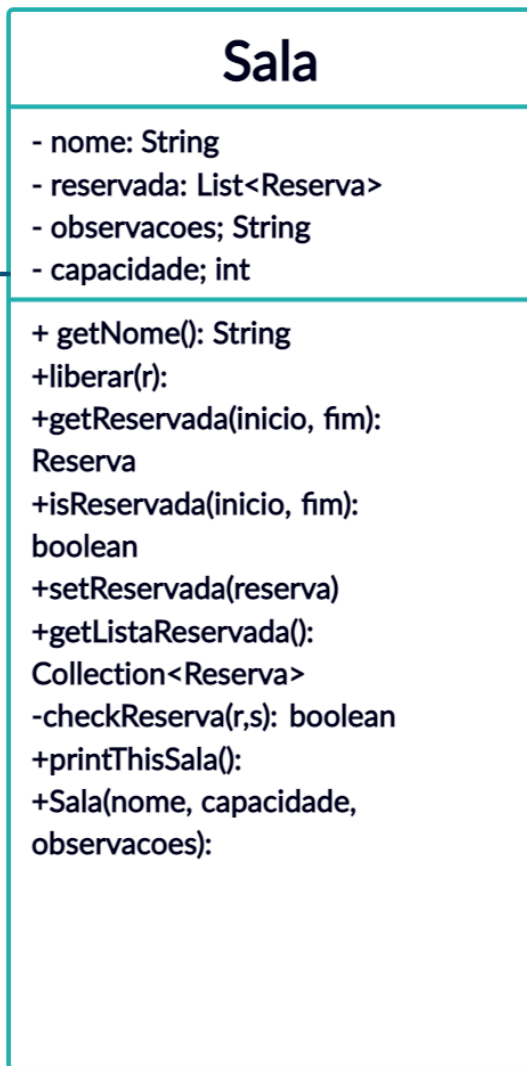 Sala
- nome: String
- reservada: List<Reserva>
- observacoes; String
- capacidade; int
+ getNome(): String
+liberar(r):
+getReservada(inicio, fim):
Reserva
+isReservada(inicio, fim):
boolean
+setReservada(reserva)
+getListaReservada():
Collection<Reserva>
-checkReserva(r,s): boolean
+printThisSala():
+Sala(nome, capacidade,
observacoes):